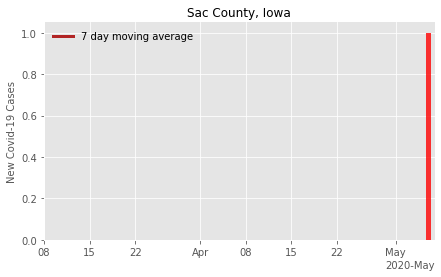 Sac County, Iowa
7 day moving average
New Covid-19 Cases
1.0
0.8
0.6
0.4
0.2
0.0
08 15 22 Apr 08 15 22 May
2020-May